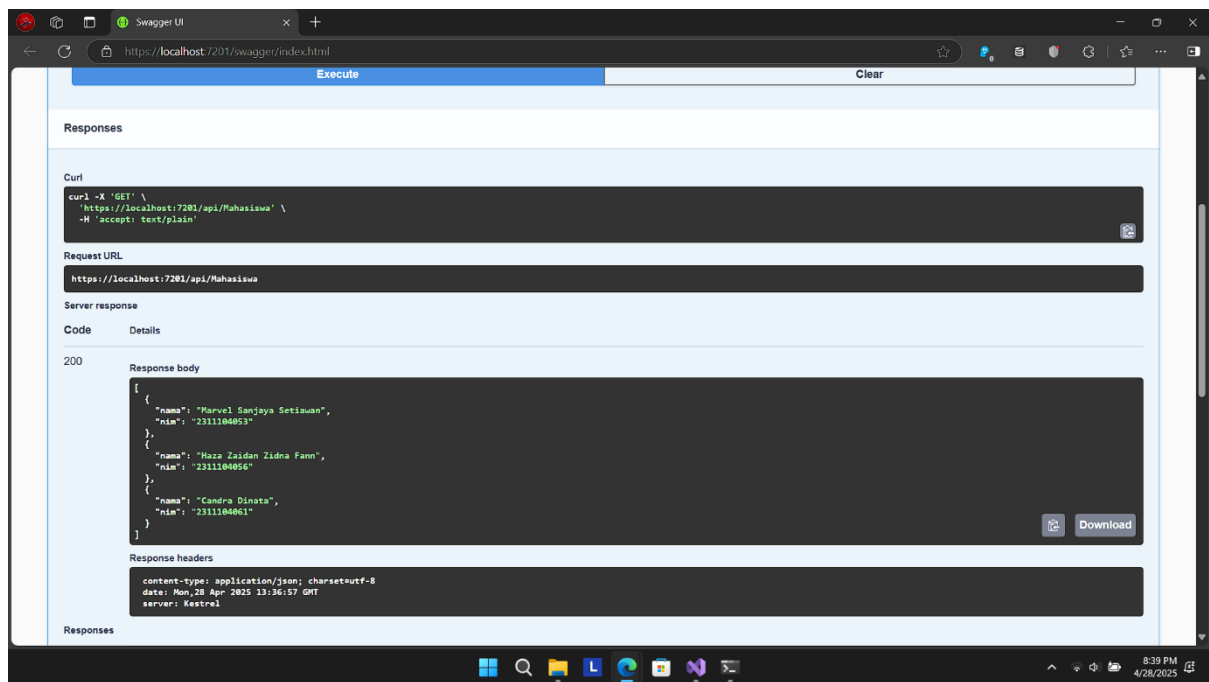 Swagger UI
https://localhost:7201/swagger/index.html
Execute
Clear
Responses
Curl
curl -X 'GET' \
'https://localhost:7201/api/Mahasiswa' \
-H 'accept: text/plain'
Request URL
https://localhost:7201/api/Mahasiswa
Server response
Code
Details
200
Response body
[
{
"nama": "Marvel Sanjaya Setiawan",
"nim": "2311104053"
},
{
"nama": "Haza Zaidan Zidna Fann",
"nim": "2311104056"
},
{
"nama": "Candra Dinata",
"nim": "2311104061"
}
]
Download
Response headers
content-type: application/json; charset=utf-8
date: Mon,28 Apr 2025 13:36:57 GMT
server: Kestrel
Responses
L
8:39 PM
4/28/2025